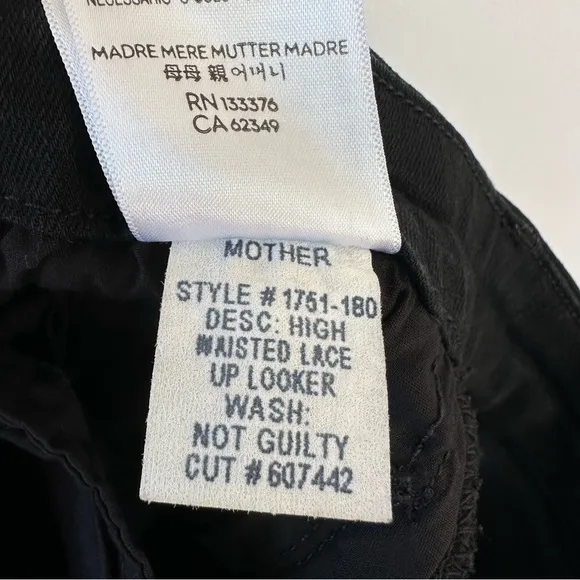 MADRE MERE MUTTER MADRE
母母 親 어머니
RN 133376
CA 62349
MOTHER
STYLE # 1751-180
DESC: HIGH
WAISTED LACE
UP LOOKER
WASH:
NOT GUILTY
CUT # 607442